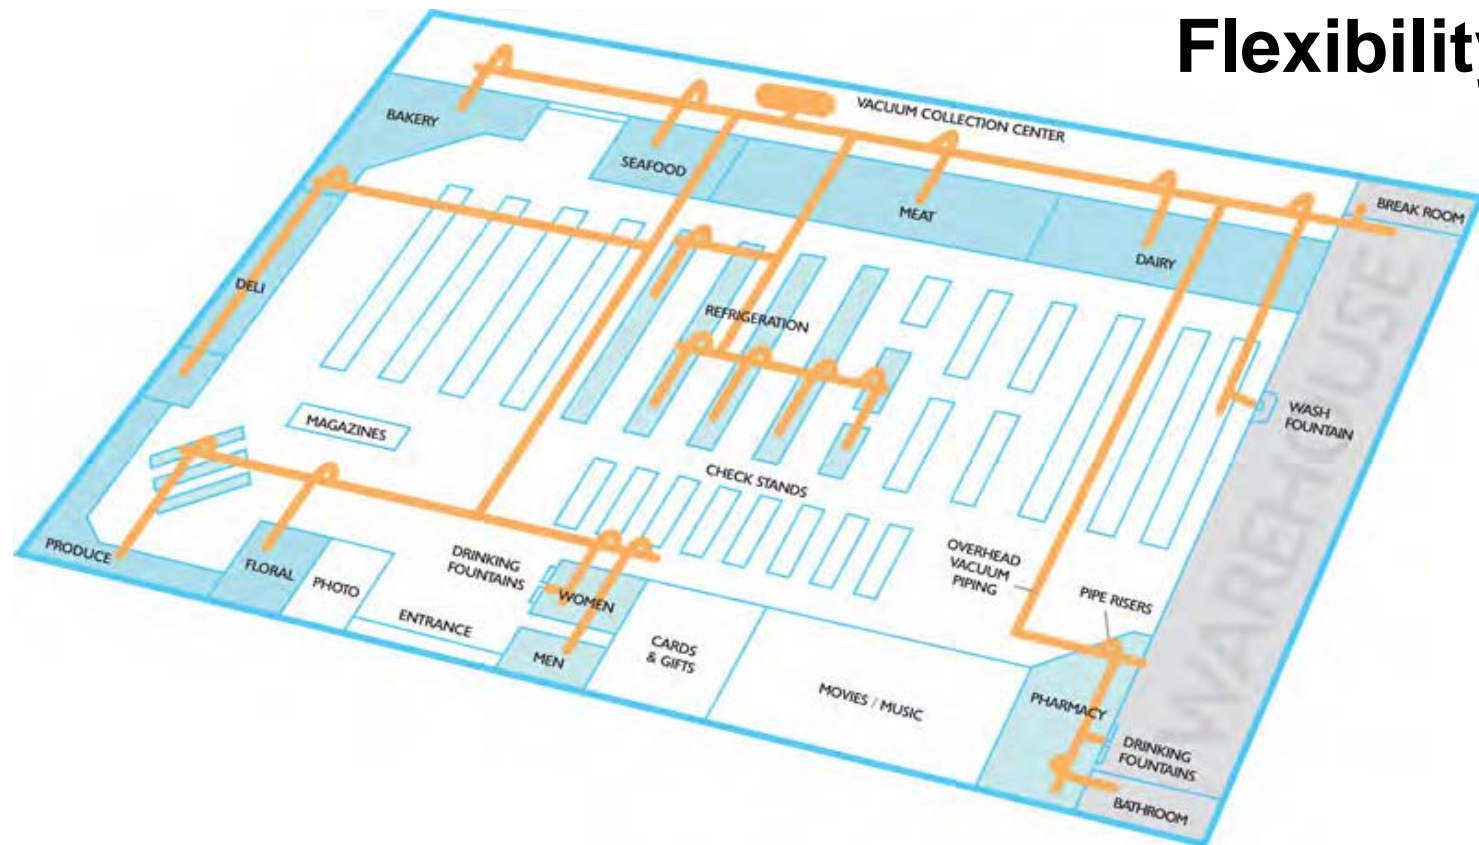 Flexibility
VACUUM COLLECTION CENTER
BAKERY
SEAFOOD
MEAT
BREAK ROOM
DAIRY
DELI
REFRIGERATION
WAREHOUSE
WASH
FOUNTAIN
MAGAZINES
CHECK STANDS
PRODUCE
FLORAL
PHOTO
DRINKING
FOUNTAINS
WOMEN
OVERHEAD
VACUUM
PIPING
PIPE RISERS
ENTRANCE
MEN
CARDS
& GIFTS
MOVIES / MUSIC
PHARMACY
DRINKING
FOUNTAINS
BATHROOM